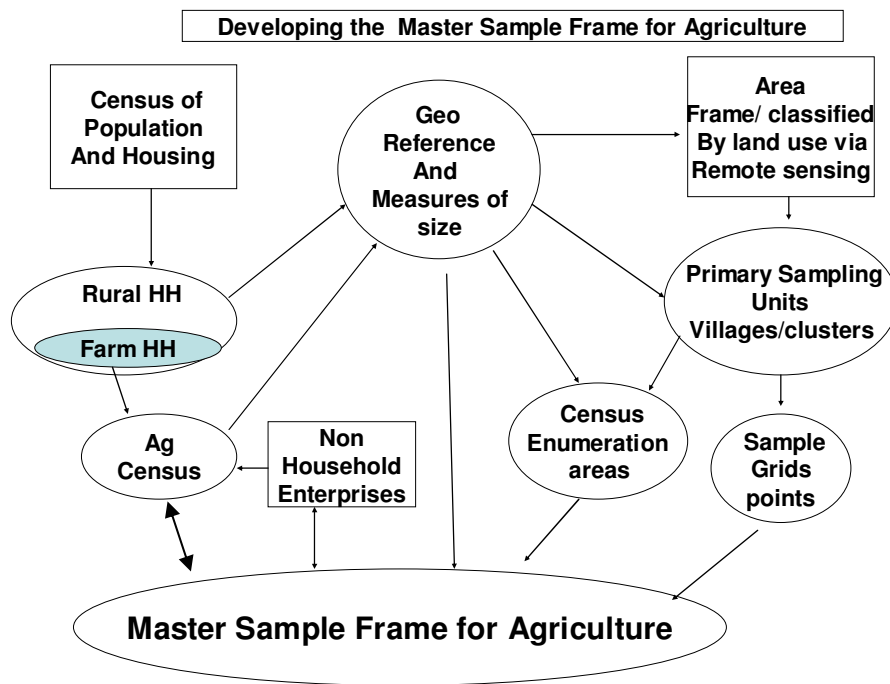 Developing the Master Sample Frame for Agriculture
Census of
Population
And Housing
Geo
Reference
And
Measures of
size
Area
Frame/ classified
By land use via
Remote sensing
Rural HH
Farm HH
Primary Sampling
Units
Villages/clusters
Ag
Census
Non
Household
Enterprises
Census
Enumeration
areas
Sample
Grids
points
Master Sample Frame for Agriculture